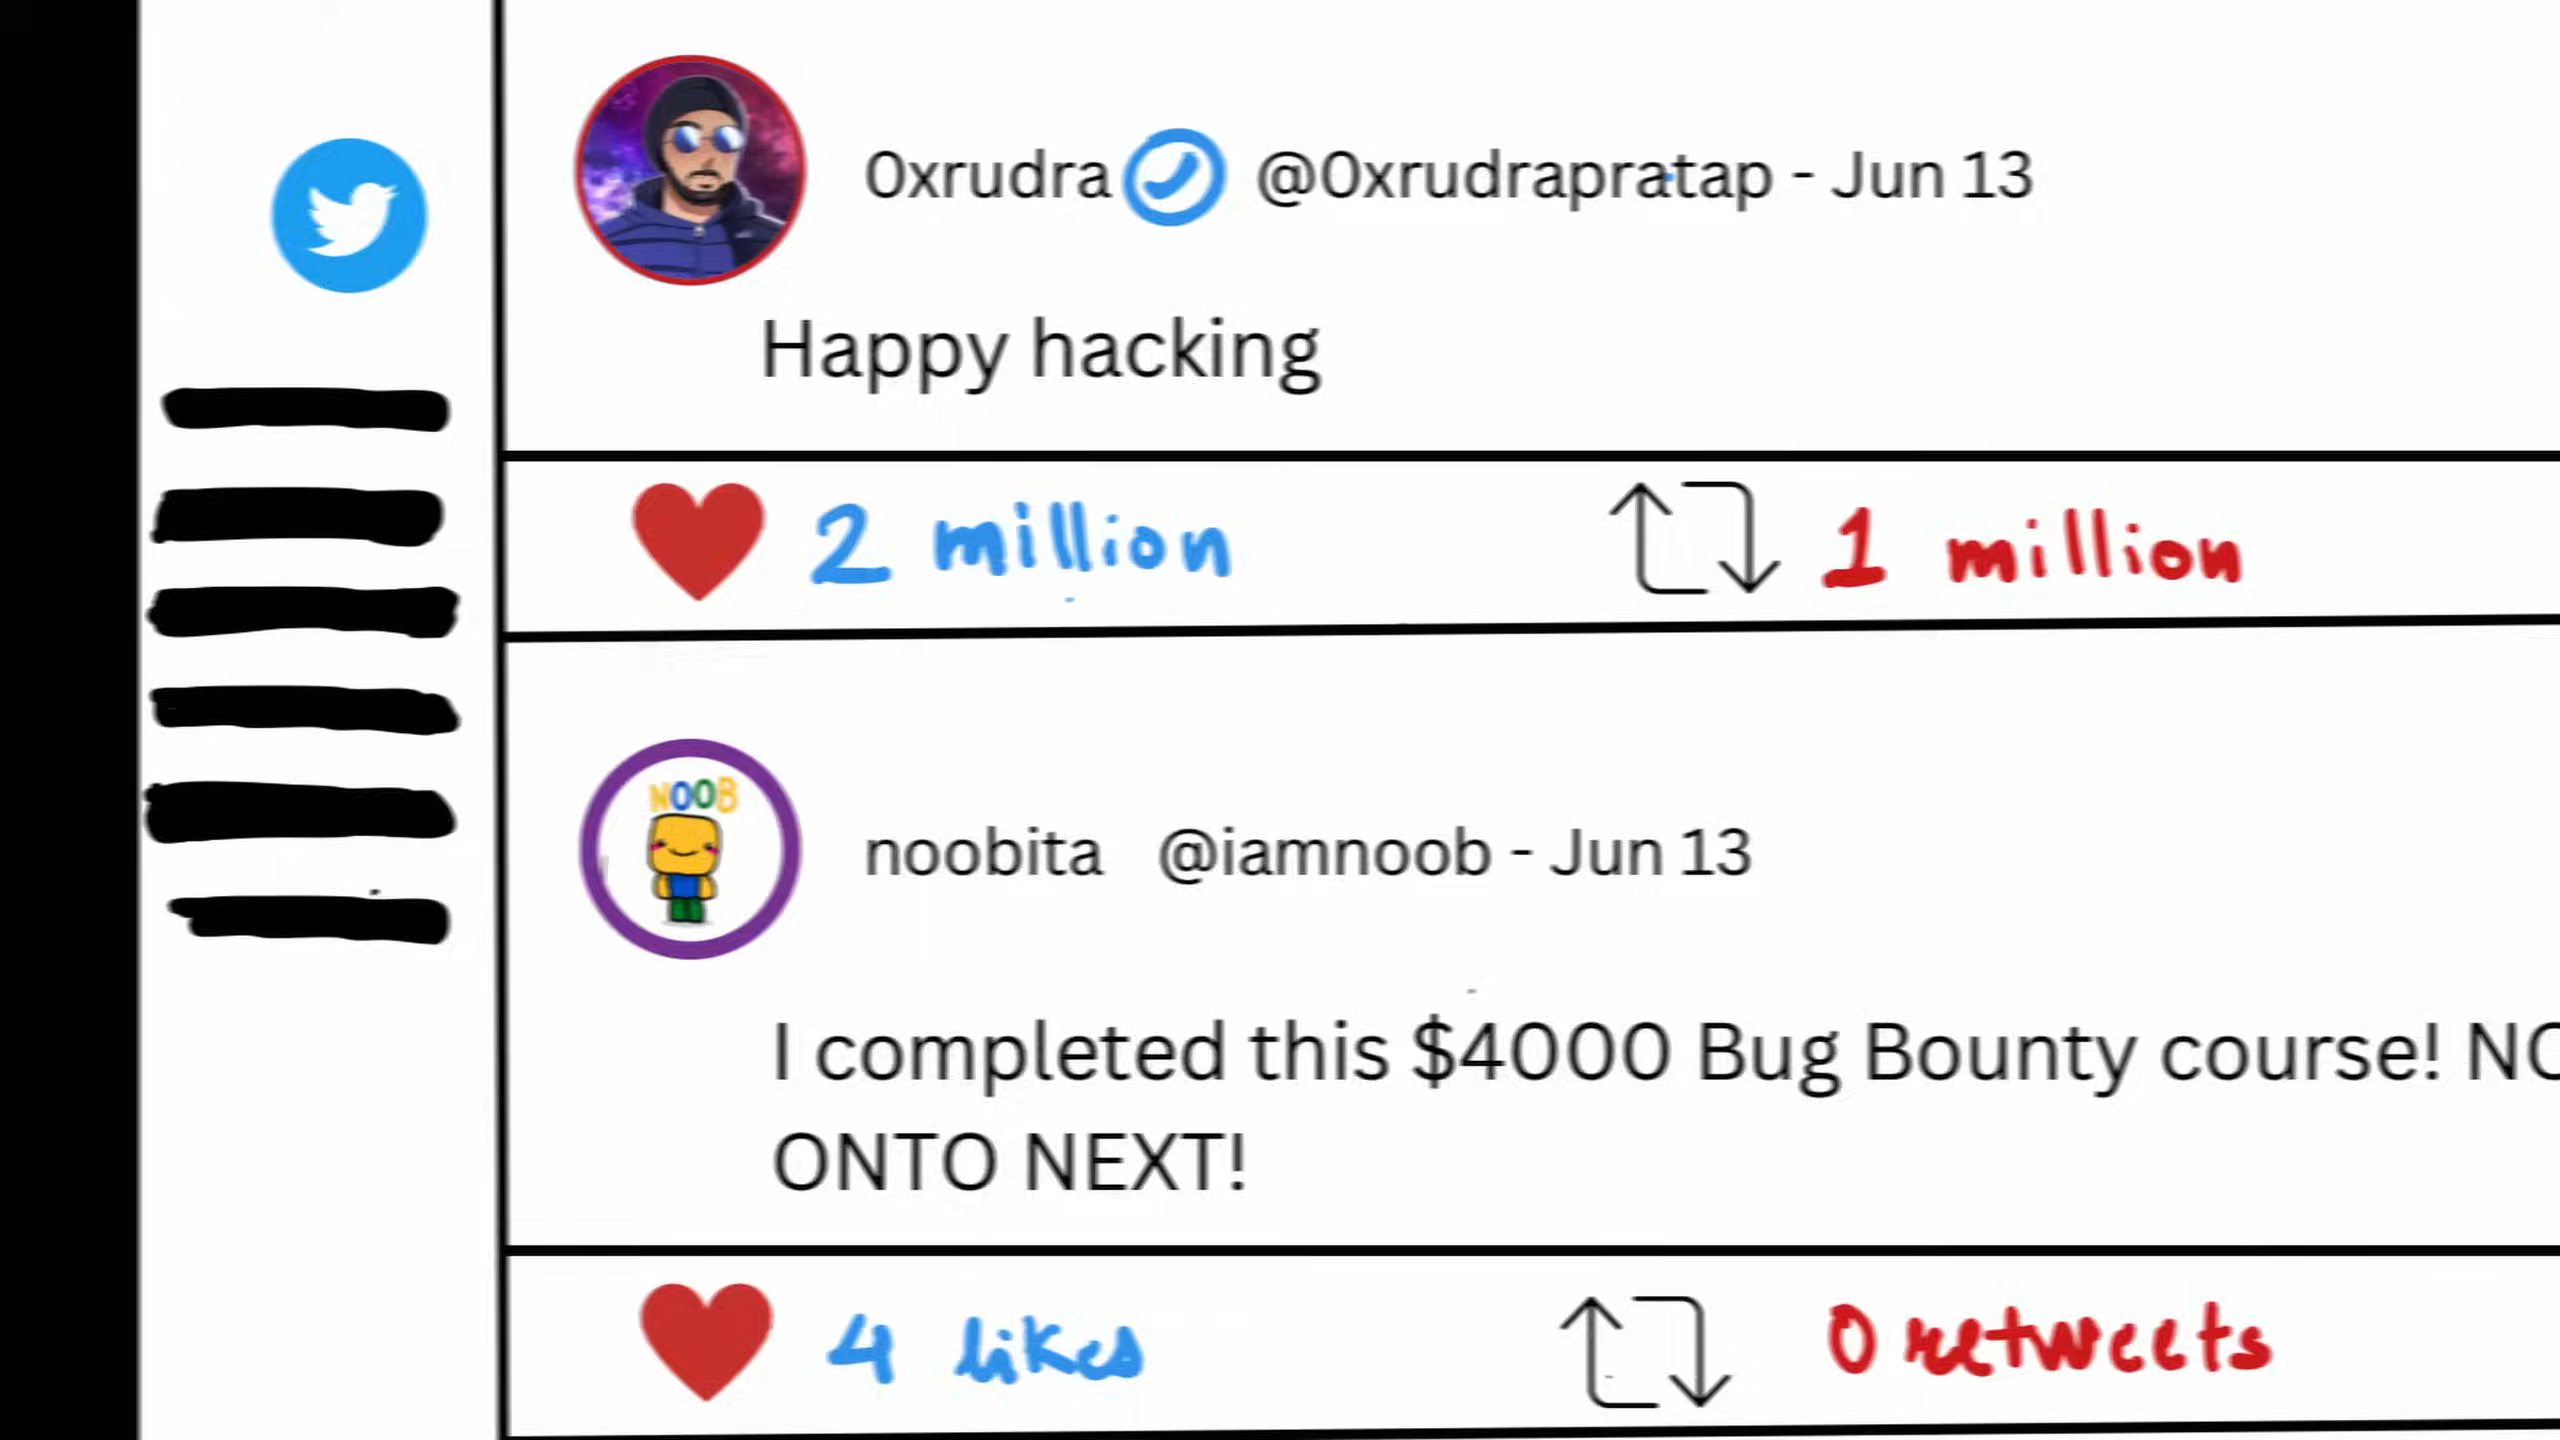 0xrudra @0xrudrapratap - Jun 13
Happy hacking
2 million 1 million
NOOB
noobita @iamnoob - Jun 13
I completed this $4000 Bug Bounty course!
ONTO NEXT!
4 likes 0 retweets